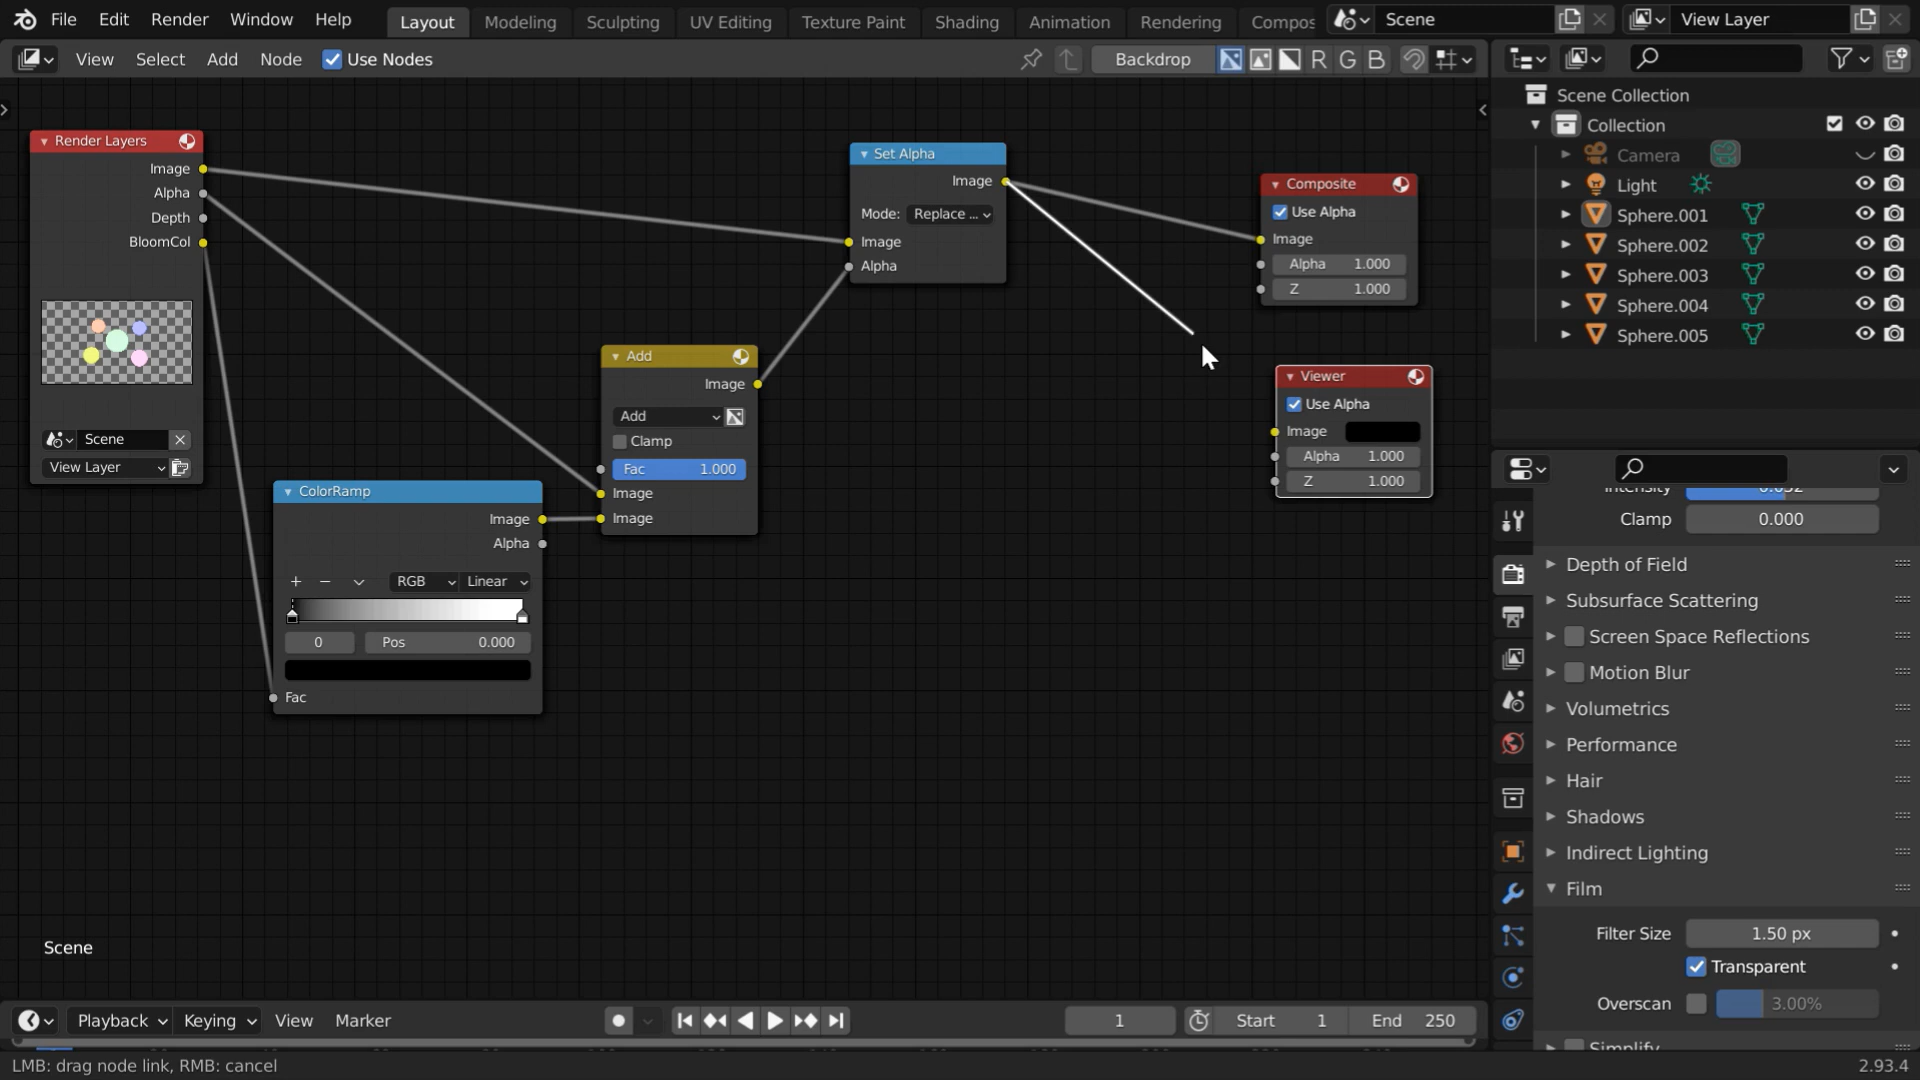 File Edit Render Window Help Layout Modeling Sculpting UV Editing Texture Paint Shading Animation Rendering Compos Scene View Layer
View Select Add Node Use Nodes Backdrop R G B
Scene Collection
Collection
Camera
Light
Sphere.001
Sphere.002
Sphere.003
Sphere.004
Sphere.005
Render Layers
Image
Alpha
Depth
BloomCol
Scene
View Layer
Set Alpha
Image
Mode: Replace ...
Image
Alpha
Composite
Use Alpha
Image
Alpha 1.000
Z 1.000
Add
Image
Add
Clamp
Fac 1.000
Image
Image
Viewer
Use Alpha
Image
Alpha 1.000
Z 1.000
ColorRamp
Image
Alpha
+ − RGB Linear
0 Pos 0.000
Fac
Clamp 0.000
Depth of Field
Subsurface Scattering
Screen Space Reflections
Motion Blur
Volumetrics
Performance
Hair
Shadows
Indirect Lighting
Film
Filter Size 1.50 px
Transparent
Overscan 3.00%
Simplify
Scene
Playback Keying View Marker 1 Start 1 End 250
LMB: drag node link, RMB: cancel 2.93.4